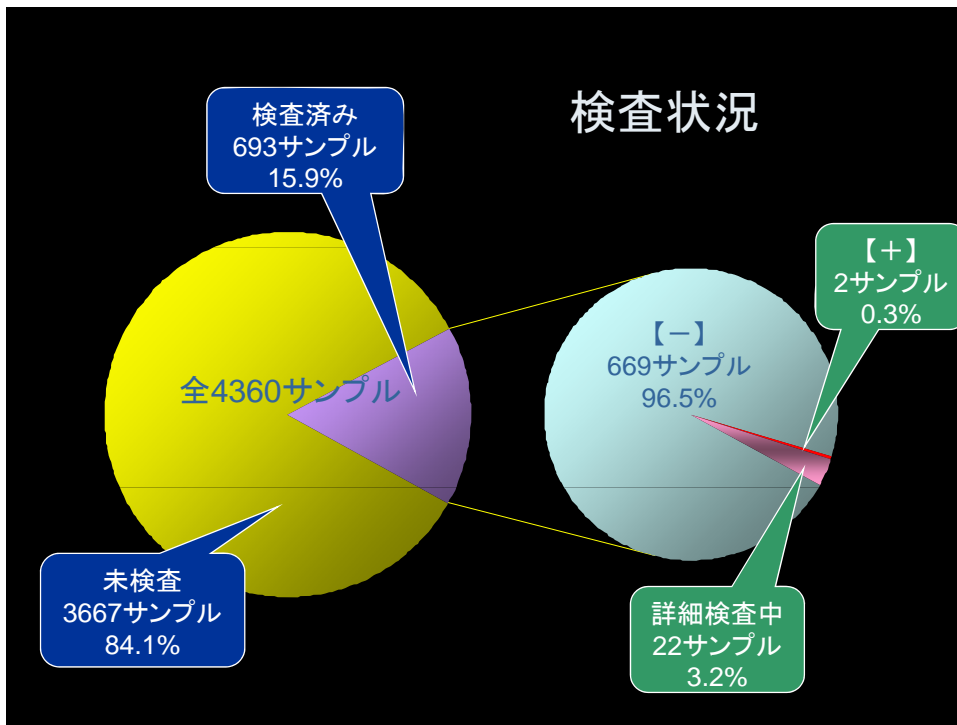 検査状況
検査済み
693サンプル
15.9%
全4360サンプル
未検査
3667サンプル
84.1%
【－】
669サンプル
96.5%
【＋】
2サンプル
0.3%
詳細検査中
22サンプル
3.2%